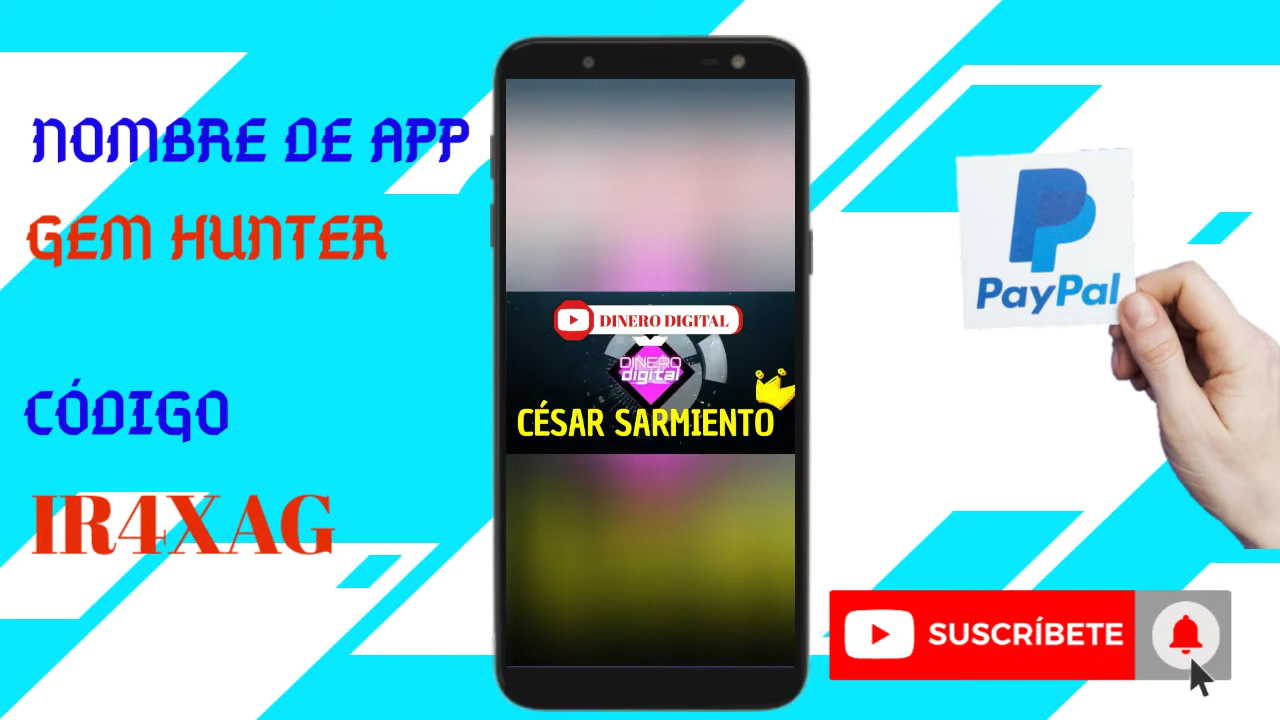 NOMBRE DE APP
GEM HUNTER
CÓDIGO
IR4XAG
DINERO DIGITAL
DINERO
digital
CÉSAR SARMIENTO
PayPal
SUSCRÍBETE